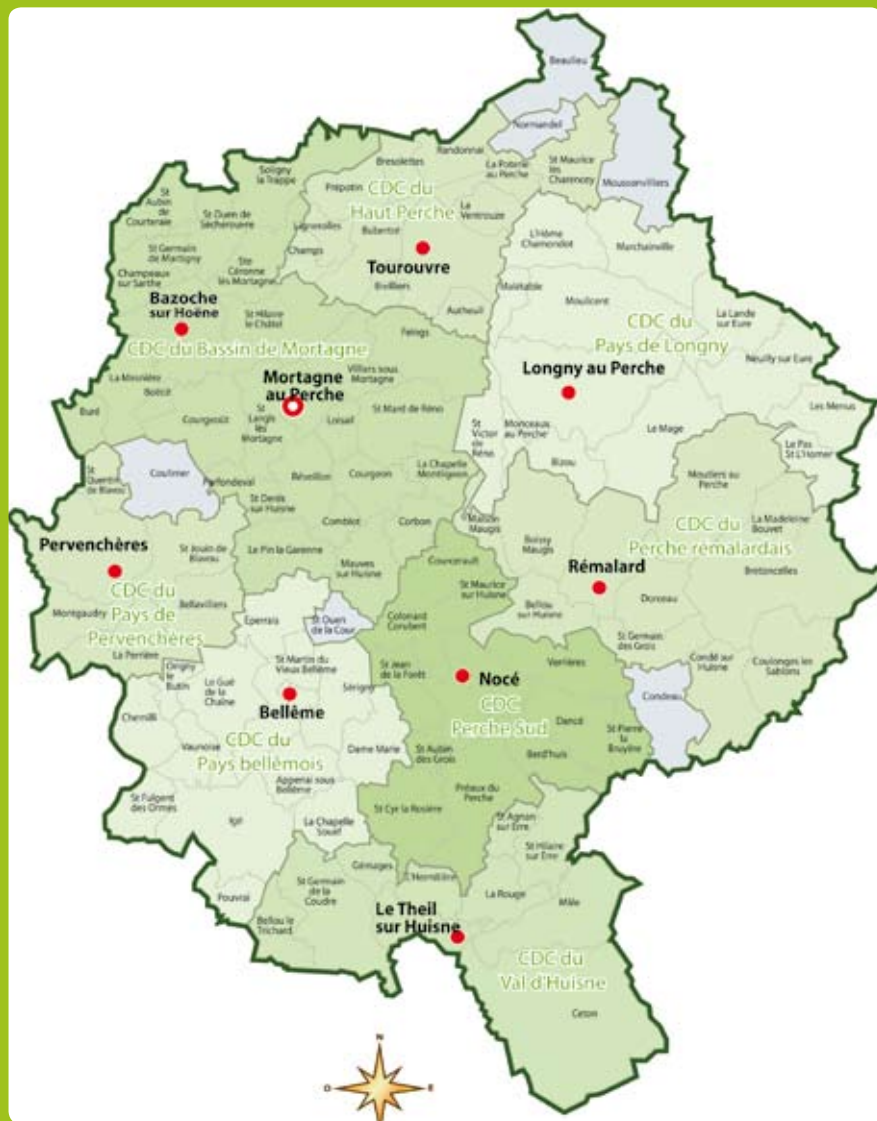 Beaulieu
Normandel
Randonnai
Bresolettes
La Poterie
au Perche
St Maurice
lès
Charencey
Moussonvilliers
Soligny
la Trappe
Prépotin
CDC du
Haut Perche
La
Ventrouze
St
Aubin
de
Courteraie
St Ouen de
Sécherouvre
Lignerolles
Bubertré
Champs
Tourouvre
L'Hôme
Chamondot
Marchainville
St Germain
de Martigny
Ste
Céronne
lès Mortagne
Champeaux
sur Sarthe
Bivilliers
Autheuil
Malétable
Moulicent
Bazoche
sur Hoëne
St Hilaire
le Châtel
La Lande
sur Eure
CDC du
Pays de Longny
Feings
CDC du Bassin de Mortagne
Neuilly sur Eure
Mortagne
au Perche
Villiers sous
Mortagne
Longny au Perche
La Mesnière
Boëcé
Buré
Courgeoût
St
Langis
lès
Mortagne
Loisail
St Mard de Réno
Les Menus
St
Victor
de
Réno
Monceaux
au Perche
Le Mage
Le Pas
St L'Homer
Bizou
St
Quentin
de Blavou
Coulimer
Parfondeval
Réveillon
Courgeon
La Chapelle
Montligeon
Moutiers au
Perche
St Denis
sur Huisne
Comblot
Corbon
Maison
Maugis
CDC du
Perche rémalardais
La Madeleine
Bouvet
Pervenchères
St Jouin de
Blavou
Le Pin la Garenne
Mauves
sur Huisne
Courcerault
Boissy
Maugis
Bretoncelles
St Maurice
sur Huisne
Rémalard
CDC du
Pays de
Pervenchères
Montgaudry
Bellavilliers
Eperrais
St Ouen
de la Cour
Colonard
Corubert
Bellou
sur Huisne
Dorceau
La Perrière
Origny
le
Butin
Le Gué
de la
Chaîne
St Martin du
Vieux Bellême
St Jean
de la Forêt
Nocé
Verrières
St Germain
des Grois
Condé sur
Huisne
Coulonges les
Sablons
Sérigny
Bellême
CDC
Perche Sud
Condeau
Chemilli
Vaunoise
CDC du
Pays bellêmois
Dame Marie
Dancé
St Pierre
la
Bruyère
St Aubin
des Grois
Berd'huis
Appenai sous
Bellême
St Fulgent
des Ormes
Igé
La Chapelle
Souëf
St Cyr la Rosière
Préaux du
Perche
St Agnan
sur Erre
St Hilaire
sur Erre
Gémages
L'Hermitière
Pouvrai
St Germain
de la
Coudre
La Rouge
Mâle
Bellou le
Trichard
Le Theil
sur Huisne
CDC du
Val d'Huisne
Ceton
N
O
E